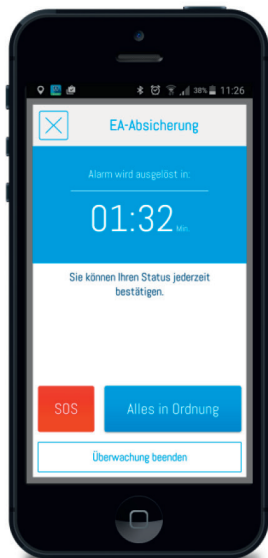 38% 11:26
EA-Absicherung
Alarm wird ausgelöst in:
01:32 Min.
Sie können Ihren Status jederzeit
bestätigen.
SOS
Alles in Ordnung
Überwachung beenden